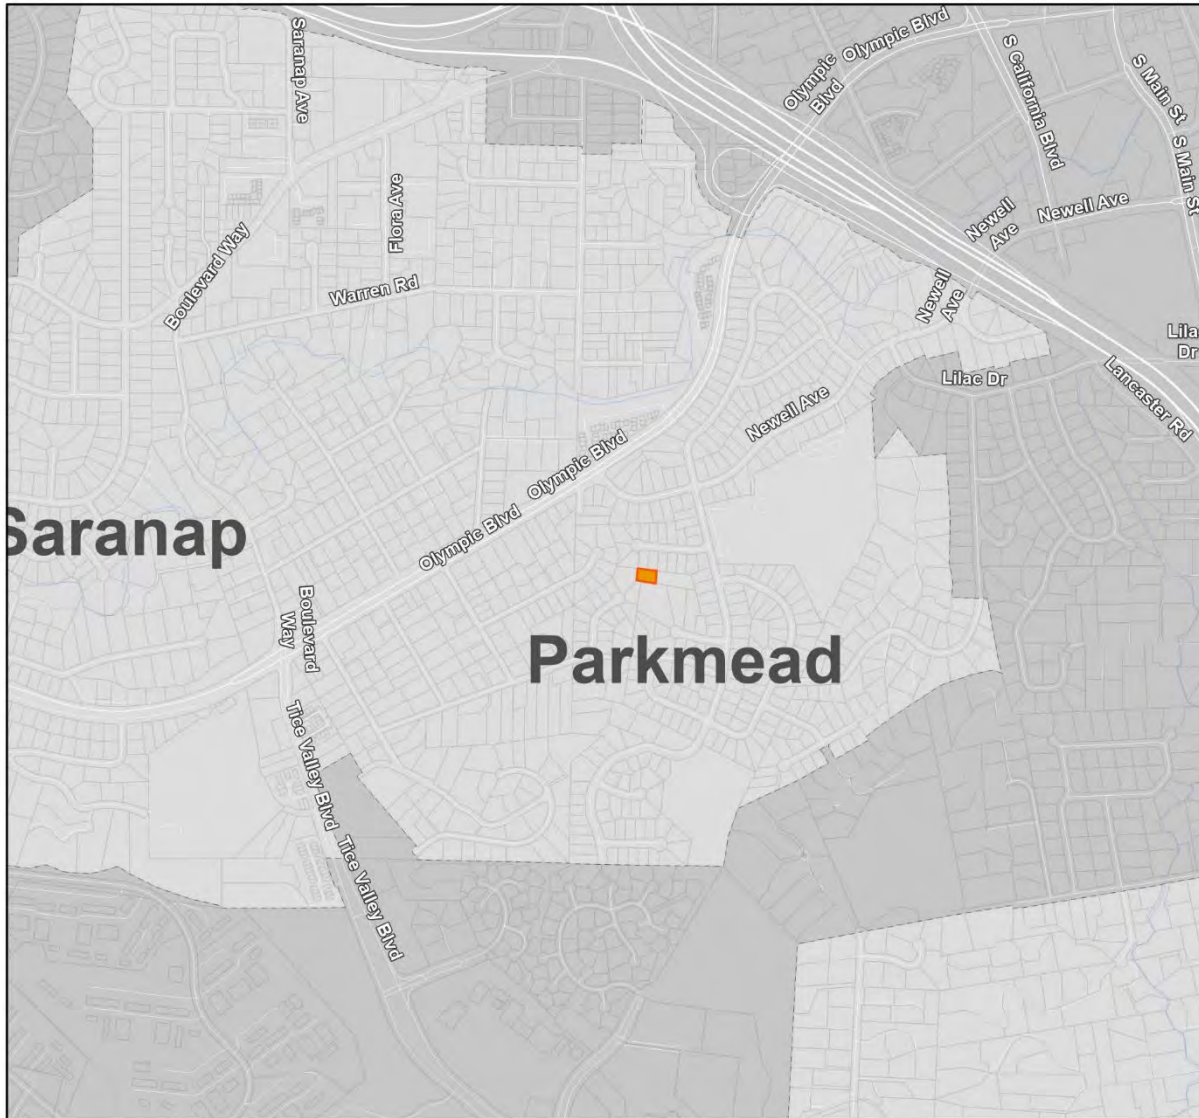 Saranap Ave
Olympic Blvd
Olympic
Blvd
S California Blvd
S Main St
S Main St
Flora Ave
Boulevard Way
Warren Rd
Newell
Ave
Newell Ave
Newell
Ave
Lilac
Dr
Lilac Dr
Lancaster Rd
Newell Ave
Olympic Blvd
Olympic Blvd
Saranap
Boulevard
Way
Parkmead
Tice Valley Blvd
Tice Valley Blvd